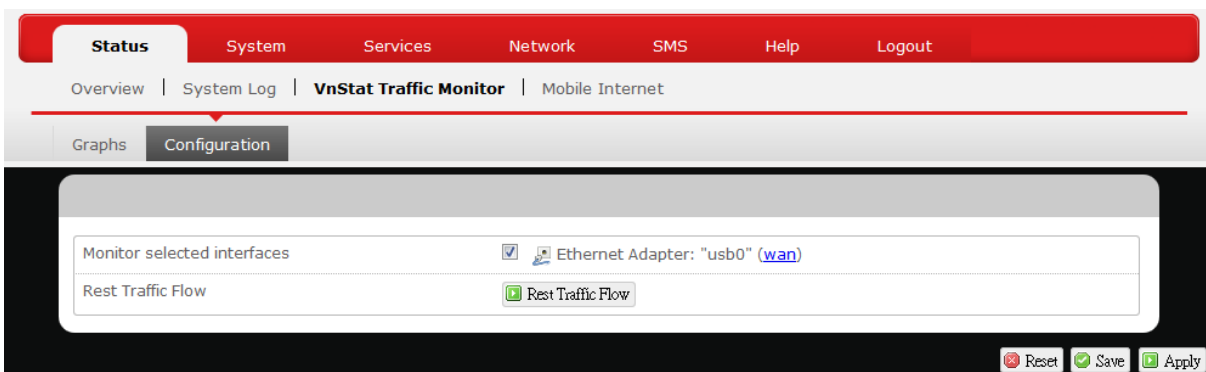 Status System Services Network SMS Help Logout
Overview | System Log | VnStat Traffic Monitor | Mobile Internet
Graphs Configuration
Monitor selected interfaces Ethernet Adapter: "usb0" (wan)
Rest Traffic Flow Rest Traffic Flow
Reset Save Apply